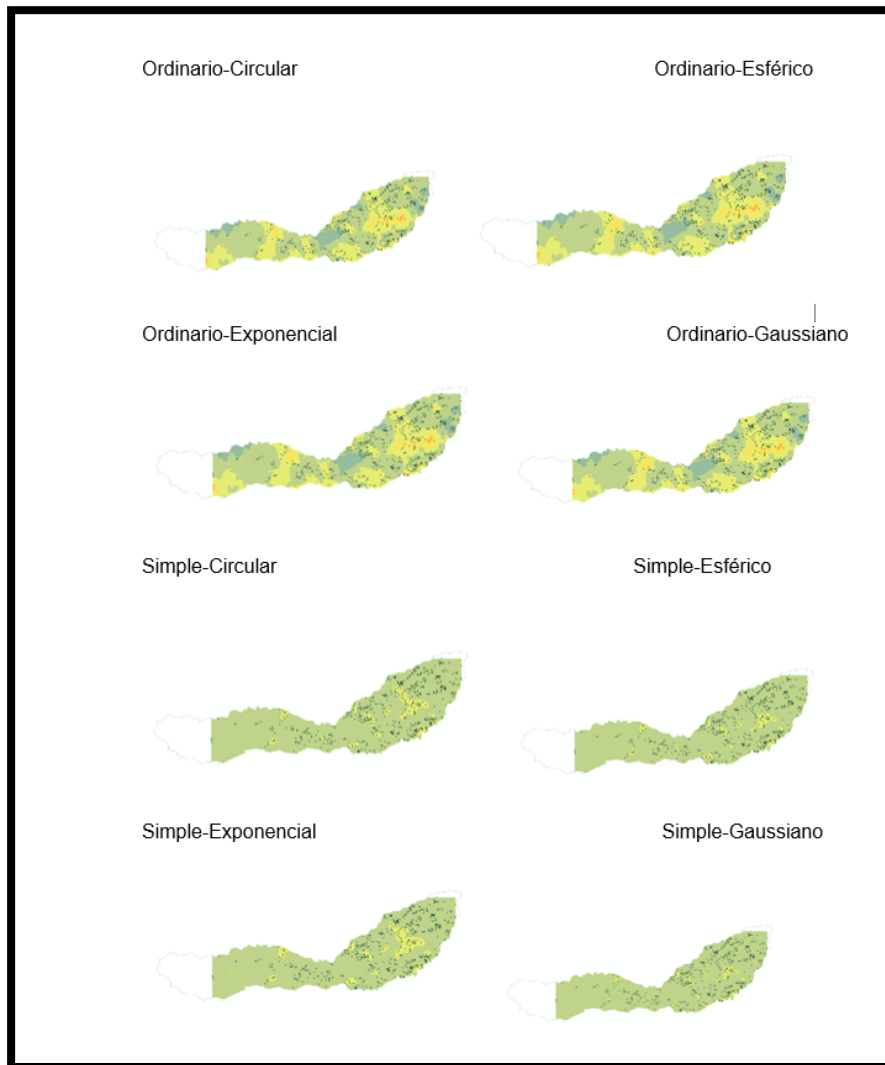 Ordinario-Circular
Ordinario-Esférico
Ordinario-Exponencial
Ordinario-Gaussiano
Simple-Circular
Simple-Esférico
Simple-Exponencial
Simple-Gaussiano